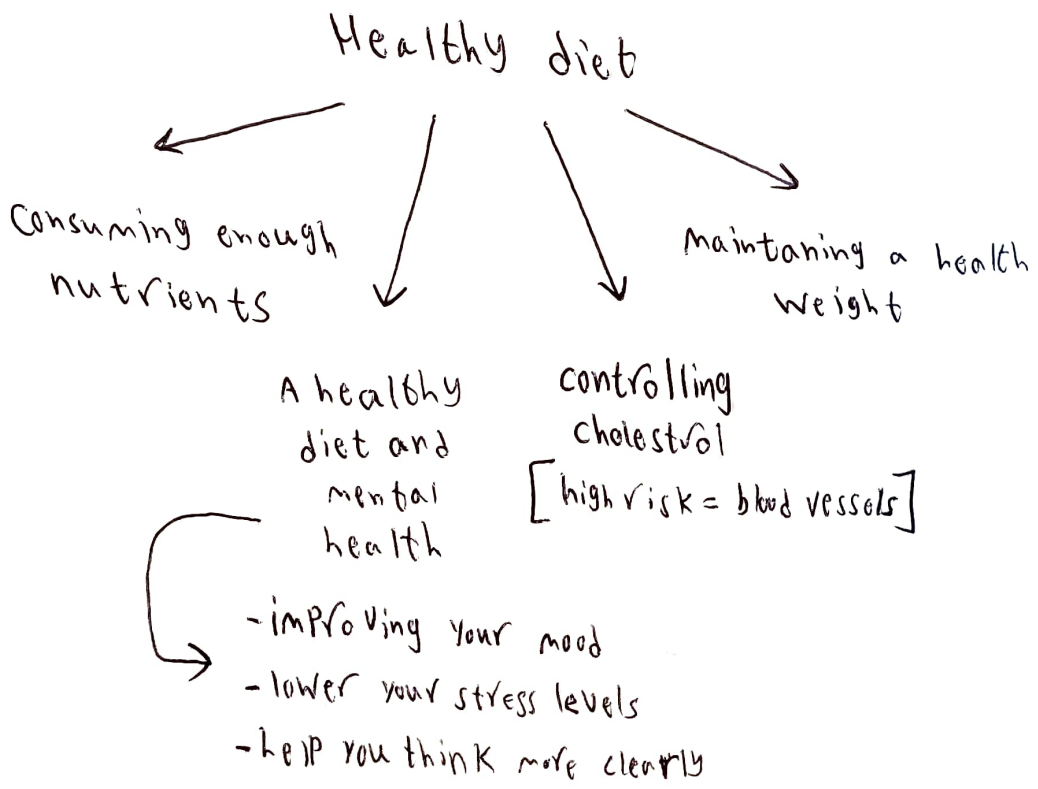 Healthy diet
Consuming enough
nutrients
A healthy
diet and
mental
health
- improving your mood
- lower your stress levels
- help you think more clearly
controlling
cholestrol
[high risk = blood vessels]
Maintaning a health
weight